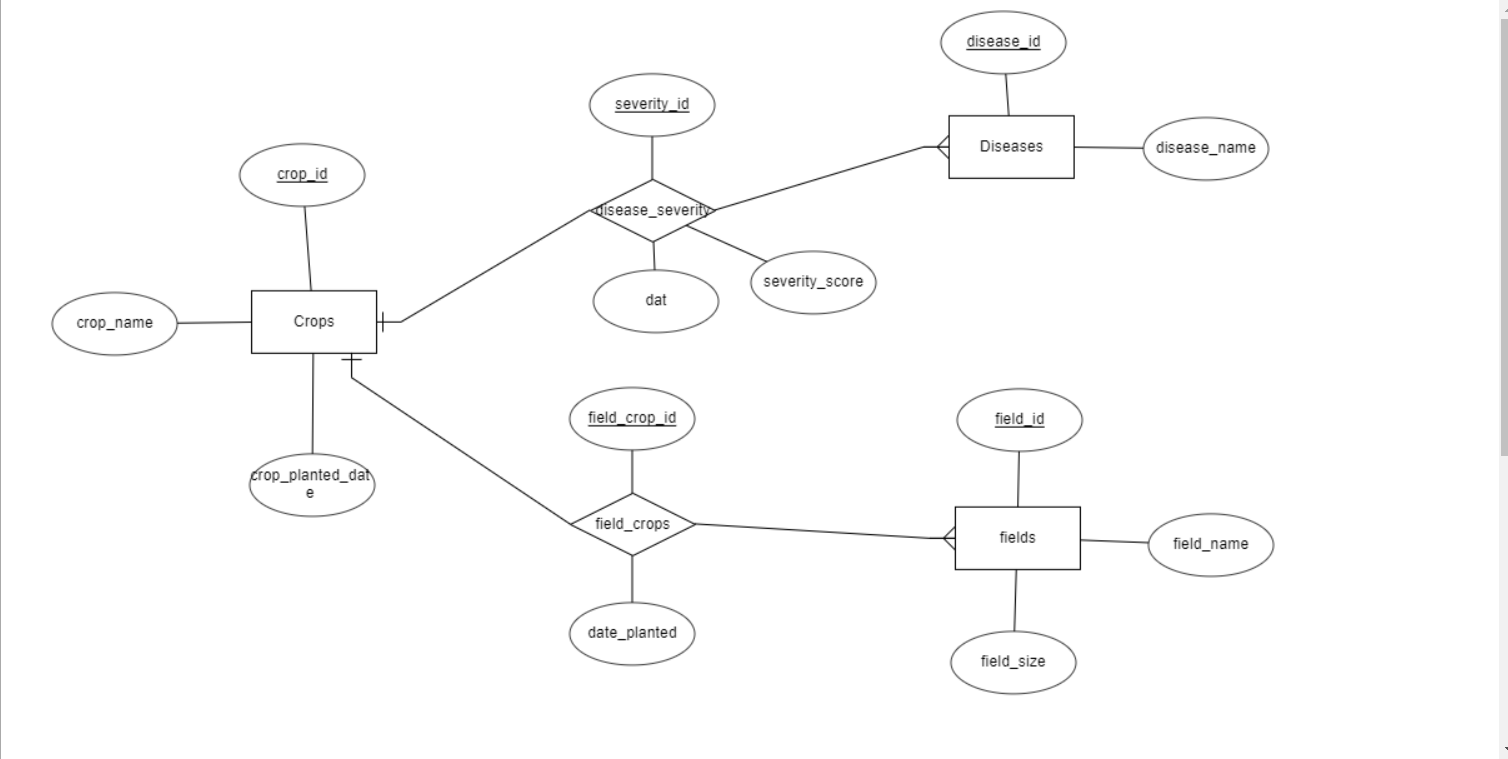 disease_id
severity_id
Diseases
disease_name
crop_id
disease_severity
severity_score
dat
crop_name
Crops
field_crop_id
field_id
crop_planted_dat
e
field_crops
fields
field_name
date_planted
field_size